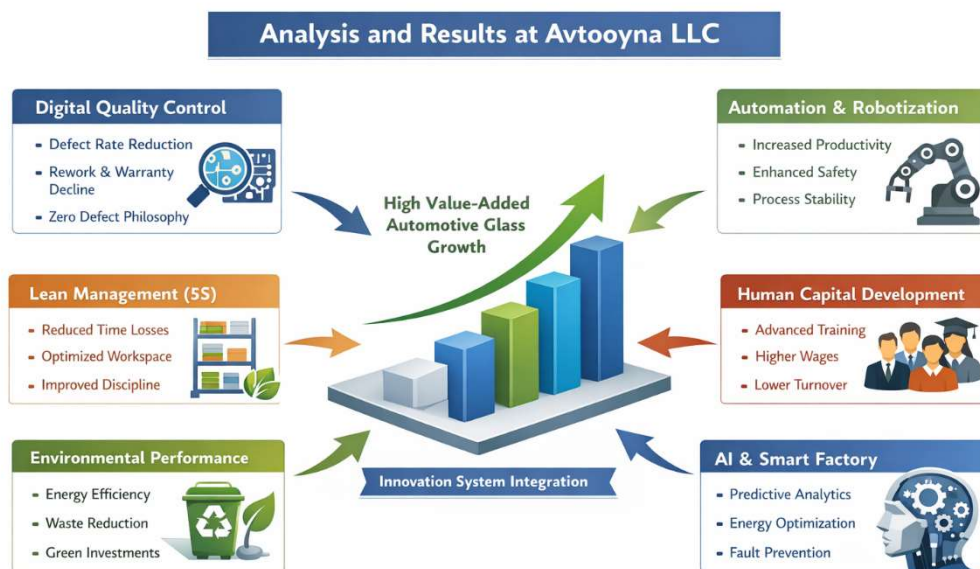 Analysis and Results at Avtooyna LLC
Digital Quality Control
- Defect Rate Reduction
- Rework & Warranty
Decline
- Zero Defect Philosophy
Lean Management (5S)
- Reduced Time Losses
- Optimized Workspace
- Improved Discipline
Environmental Performance
- Energy Efficiency
- Waste Reduction
- Green Investments
High Value-Added
Automotive Glass
Growth
Innovation System Integration
Automation & Robotization
- Increased Productivity
- Enhanced Safety
- Process Stability
Human Capital Development
- Advanced Training
- Higher Wages
- Lower Turnover
AI & Smart Factory
- Predictive Analytics
- Energy Optimization
- Fault Prevention